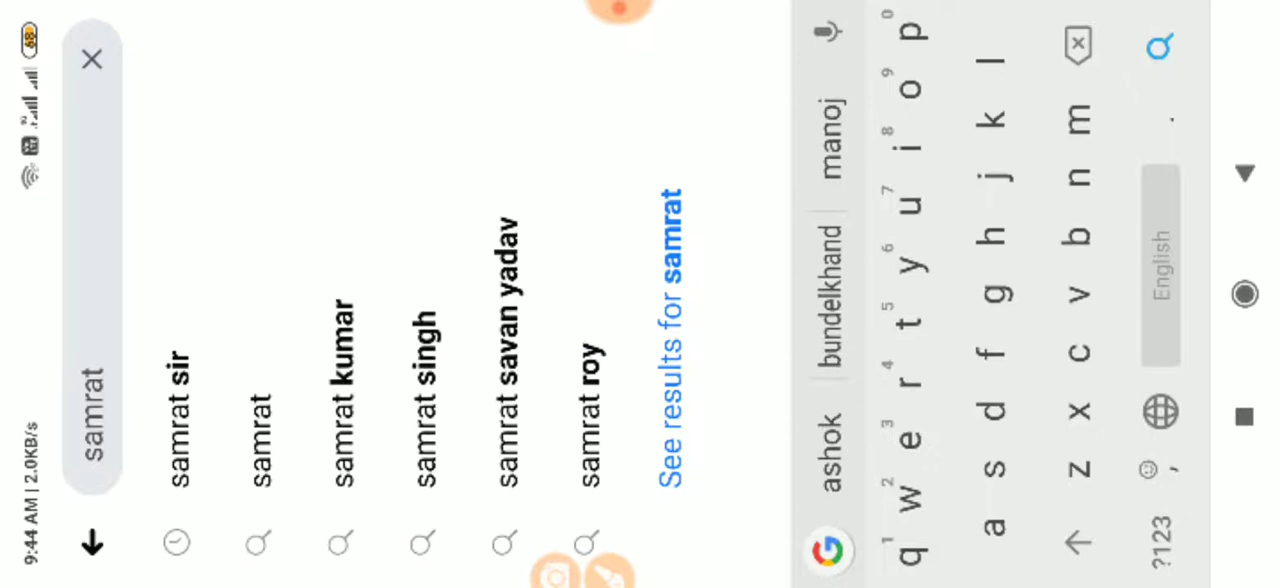 9:44 AM | 2.0KB/s 68
samrat
samrat sir
samrat
samrat kumar
samrat singh
samrat savan yadav
samrat roy
See results for samrat
ashok bundelkhand manoj
1 2 3 4 5 6 7 8 9 0
q w e r t y u i o p
a s d f g h j k l
z x c v b n m
?123 , English .